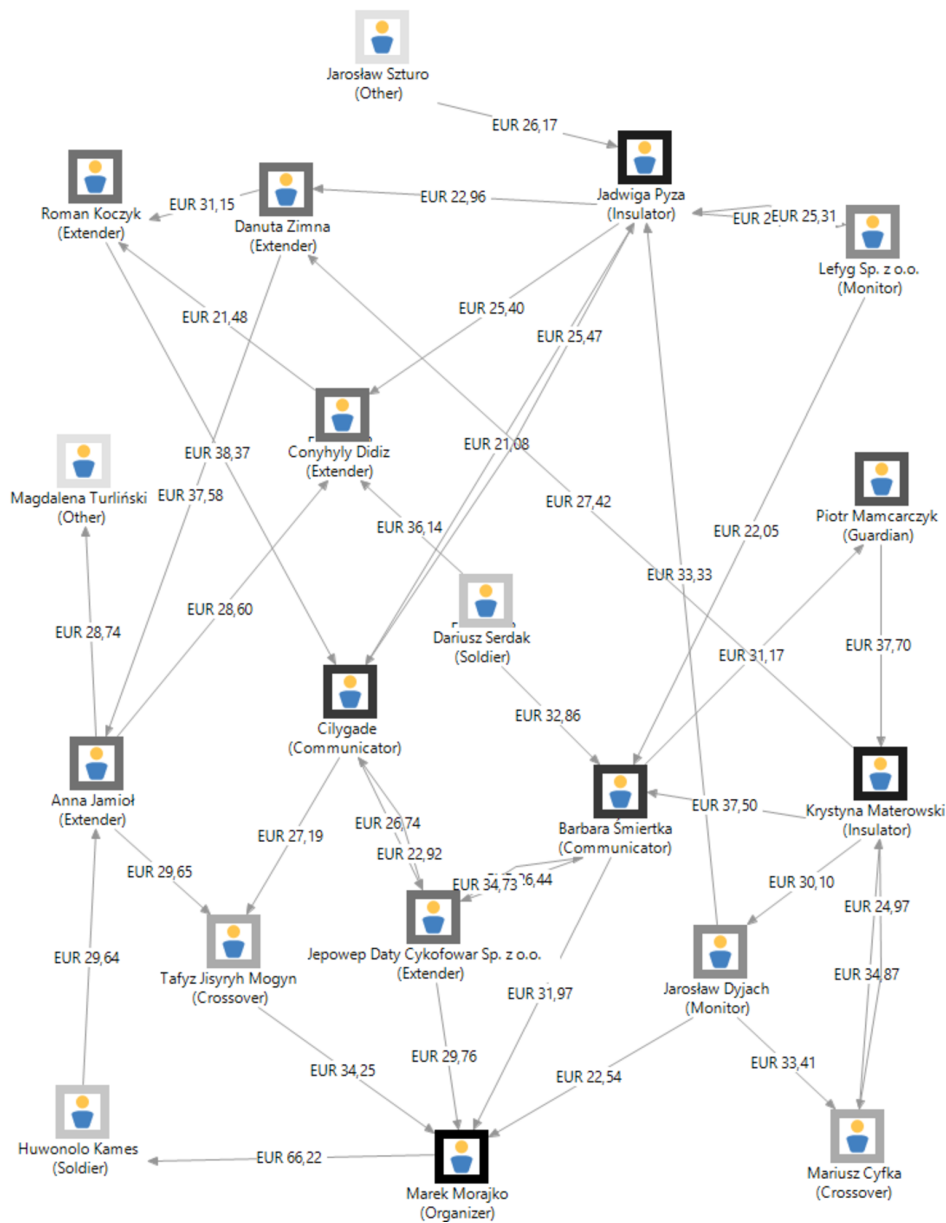 Jarosław Szturo
(Other)
EUR 26,17
Roman Koczyk
(Extender)
EUR 31,15
Danuta Zimna
(Extender)
EUR 22,96
Jadwiga Pyza
(Insulator)
EUR 25,31
Lefyg Sp. z o.o.
(Monitor)
EUR 21,48
EUR 25,40
EUR 25,47
Conyhyly Didiz
(Extender)
EUR 38,37
EUR 21,08
Magdalena Turliński
(Other)
EUR 37,58
EUR 27,42
Piotr Mamcarczyk
(Guardian)
EUR 36,14
EUR 22,05
EUR 33,33
EUR 28,60
Dariusz Serdak
(Soldier)
EUR 28,74
EUR 31,17
EUR 37,70
EUR 32,86
Cilygade
(Communicator)
Anna Jamioł
(Extender)
EUR 37,50
Krystyna Materowski
(Insulator)
Barbara Śmiertka
(Communicator)
EUR 27,19
EUR 26,74
EUR 22,92
EUR 29,65
EUR 34,73
EUR 30,10
EUR 24,97
EUR 29,64
Tafyz Jisyryh Mogyn
(Crossover)
Jepowep Daty Cykofowar Sp. z o.o.
(Extender)
EUR 34,87
Jarosław Dyjach
(Monitor)
EUR 31,97
EUR 29,76
EUR 34,25
EUR 22,54
EUR 33,41
Huwonolo Kames
(Soldier)
EUR 66,22
Marek Morajko
(Organizer)
Mariusz Cyfka
(Crossover)